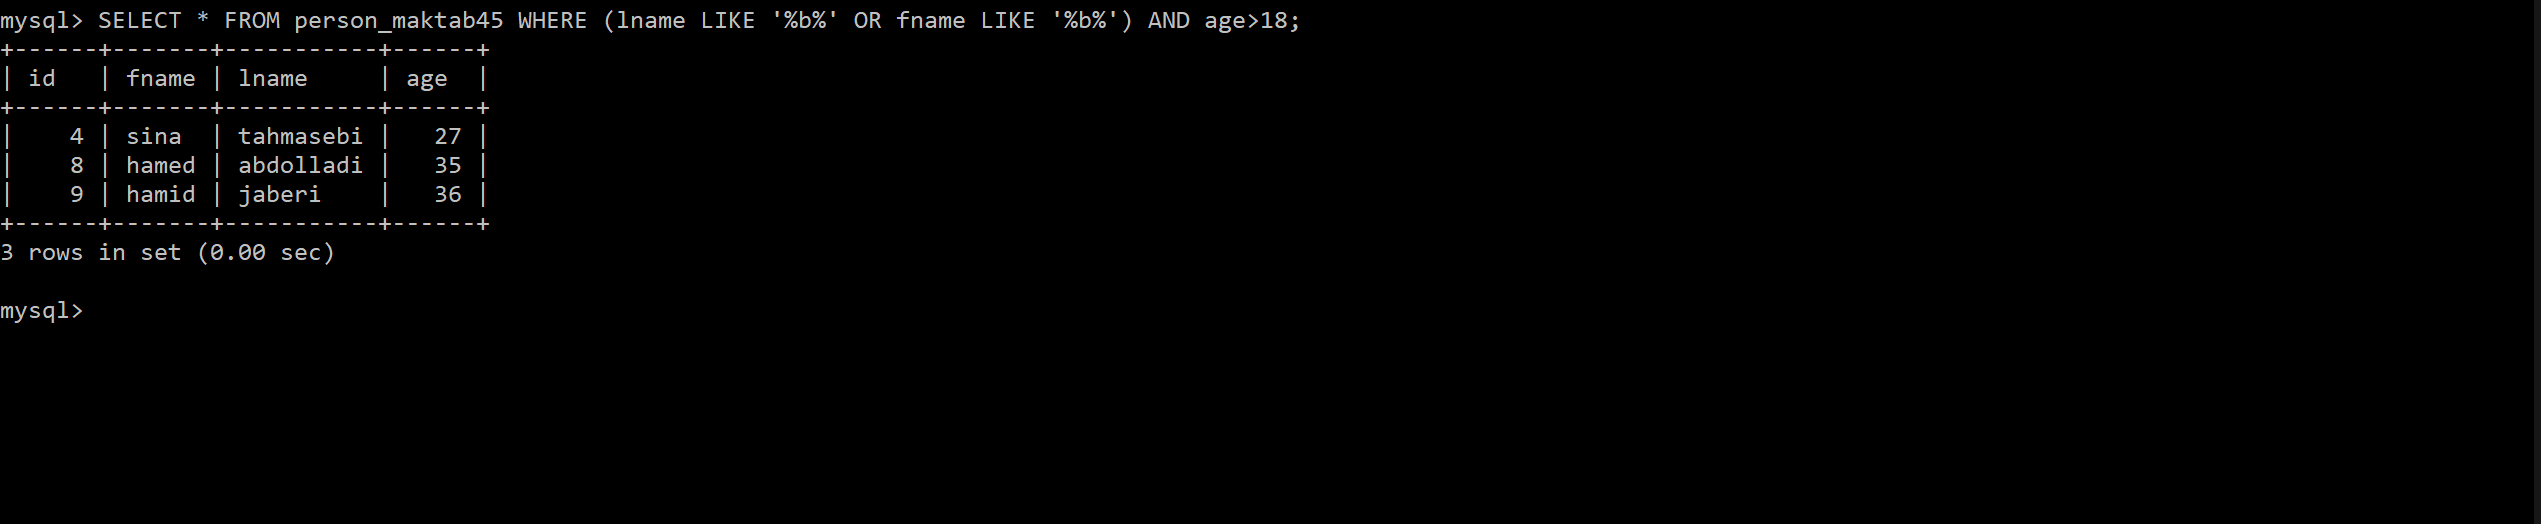 mysql> SELECT * FROM person_maktab45 WHERE (lname LIKE '%b%' OR fname LIKE '%b%') AND age>18;
+------+-------+-----------+------+
| id   | fname | lname     | age  |
+------+-------+-----------+------+
|    4 | sina  | tahmasebi |   27 |
|    8 | hamed | abdolladi |   35 |
|    9 | hamid | jaberi    |   36 |
+------+-------+-----------+------+
3 rows in set (0.00 sec)
mysql>